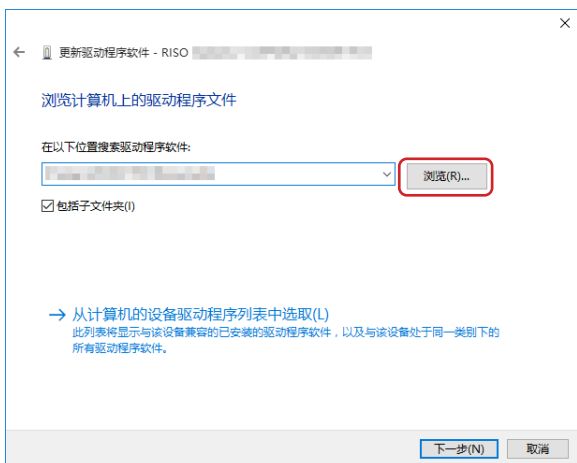 更新驱动程序软件 - RISO
浏览计算机上的驱动程序文件
在以下位置搜索驱动程序软件:
浏览(R)...
包括子文件夹(I)
从计算机的设备驱动程序列表中选取(L)
此列表将显示与该设备兼容的已安装的驱动程序软件，以及与该设备处于同一类别下的
所有驱动程序软件。
下一步(N)
取消